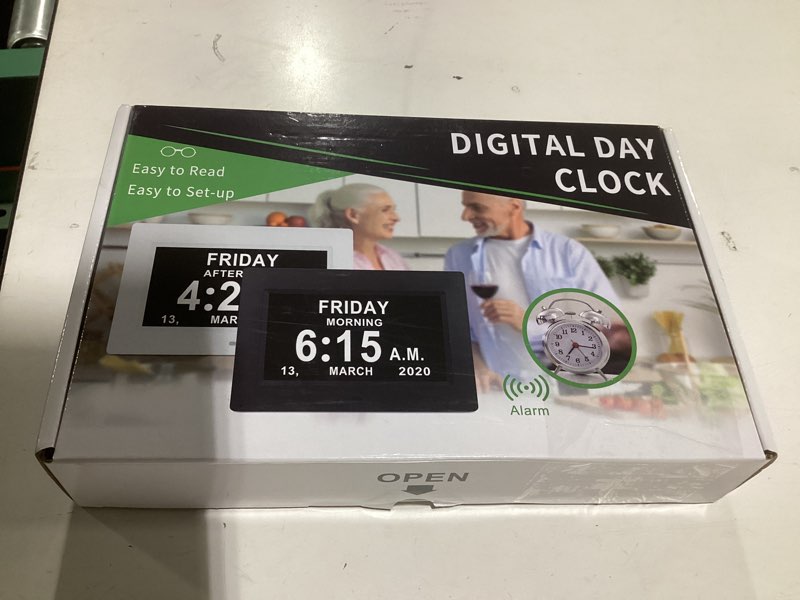 DIGITAL DAY
CLOCK
Easy to Read
Easy to Set-up
FRIDAY
AFTER
4:2
13, MAR
FRIDAY
MORNING
6:15 A.M.
13, MARCH 2020
Alarm
OPEN